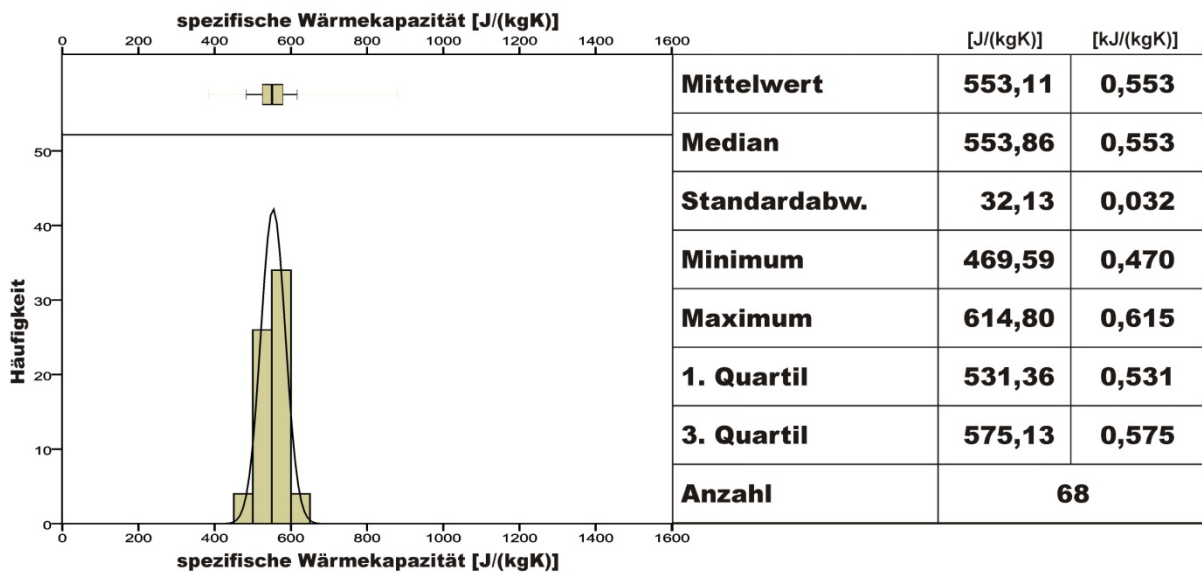 spezifische Wärmekapazität [J/(kgK)]
0 200 400 600 800 1000 1200 1400 1600
[J/(kgK)] [kJ/(kgK)]
Mittelwert 553,11 0,553
Median 553,86 0,553
Standardabw. 32,13 0,032
Minimum 469,59 0,470
Maximum 614,80 0,615
1. Quartil 531,36 0,531
3. Quartil 575,13 0,575
Anzahl 68
Häufigkeit
50
40
30
20
10
0
0 200 400 600 800 1000 1200 1400 1600
spezifische Wärmekapazität [J/(kgK)]